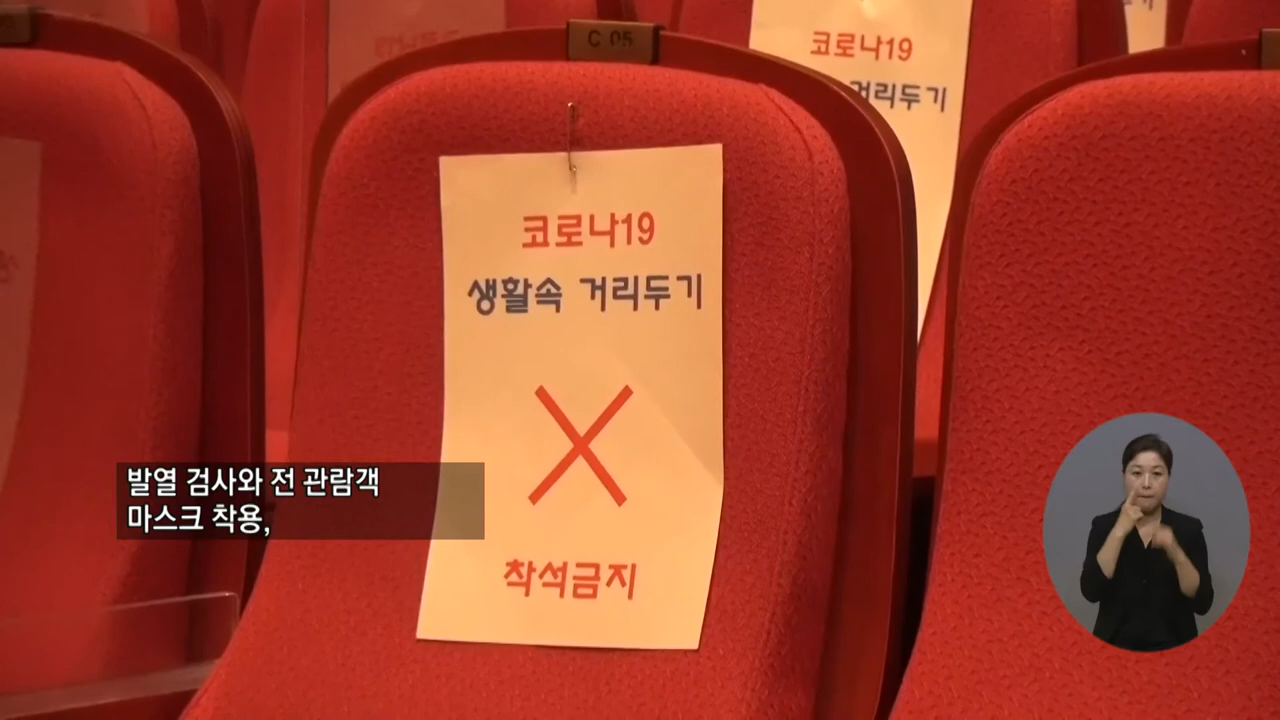 C 05
코로나19
거리두기
코로나19
생활속 거리두기
착석금지
발열 검사와 전 관람객
마스크 착용,